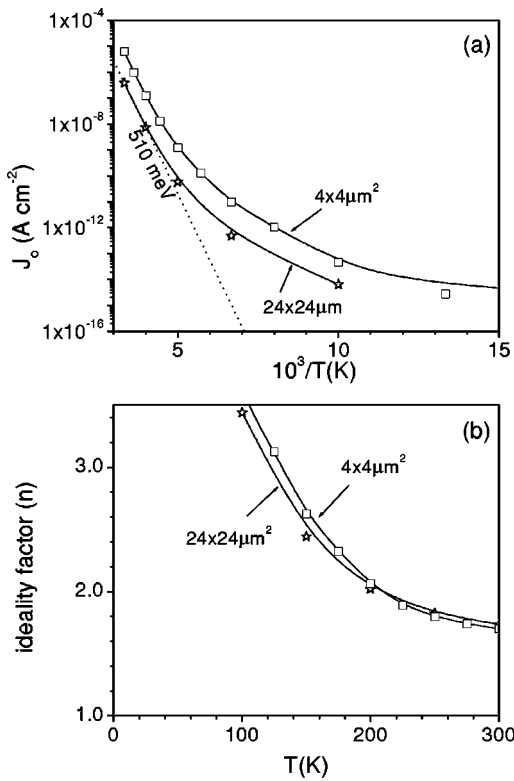 (a)
1x10⁻⁴
1x10⁻⁸
1x10⁻¹²
1x10⁻¹⁶
Jₒ (A cm⁻²)
510 meV
4x4μm²
24x24μm
5 10 15
10³/T(K)
(b)
3.0
2.0
1.0
ideality factor (n)
4x4μm²
24x24μm²
0 100 200 300
T(K)